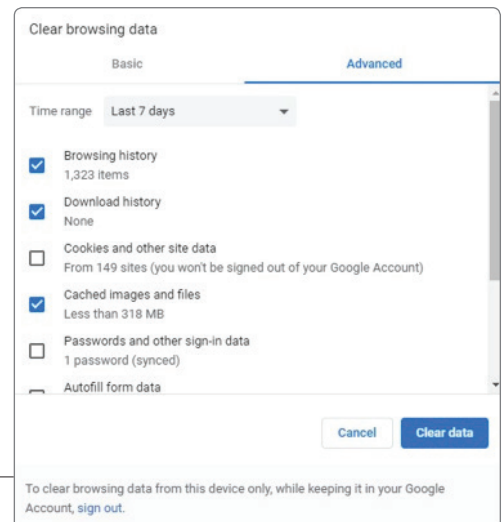 Clear browsing data
Basic
Advanced
Time range Last 7 days
Browsing history
1,323 items
Download history
None
Cookies and other site data
From 149 sites (you won't be signed out of your Google Account)
Cached images and files
Less than 318 MB
Passwords and other sign-in data
1 password (synced)
Autofill form data
Cancel
Clear data
To clear browsing data from this device only, while keeping it in your Google
Account, sign out.